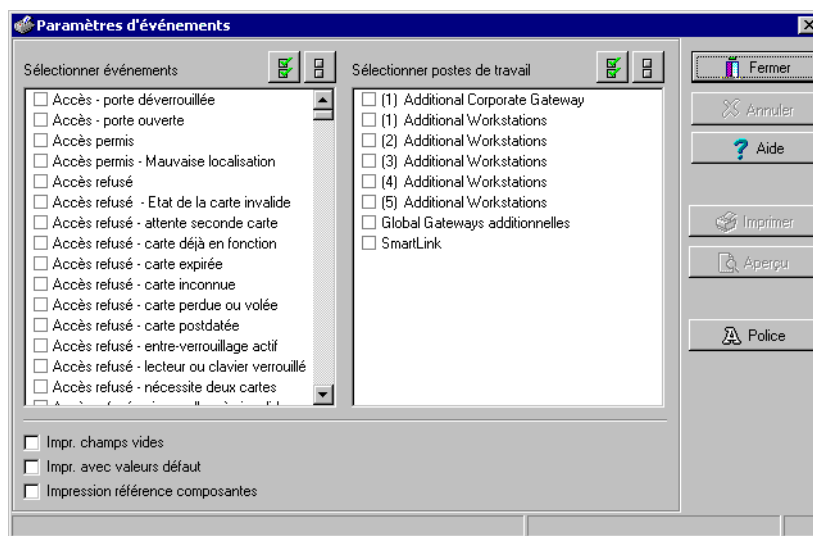 Paramètres d'événements
Sélectionner événements
Accès - porte déverrouillée
Accès - porte ouverte
Accès permis
Accès permis - Mauvaise localisation
Accès refusé
Accès refusé - Etat de la carte invalide
Accès refusé - attente seconde carte
Accès refusé - carte déjà en fonction
Accès refusé - carte expirée
Accès refusé - carte inconnue
Accès refusé - carte perdue ou volée
Accès refusé - carte postdatée
Accès refusé - entre-verrouillage actif
Accès refusé - lecteur ou clavier verrouillé
Accès refusé - nécessite deux cartes
Sélectionner postes de travail
(1) Additional Corporate Gateway
(1) Additional Workstations
(2) Additional Workstations
(3) Additional Workstations
(4) Additional Workstations
(5) Additional Workstations
Global Gateways additionnelles
SmartLink
Fermer
Annuler
Aide
Imprimer
Aperçu
Police
Impr. champs vides
Impr. avec valeurs défaut
Impression référence composantes